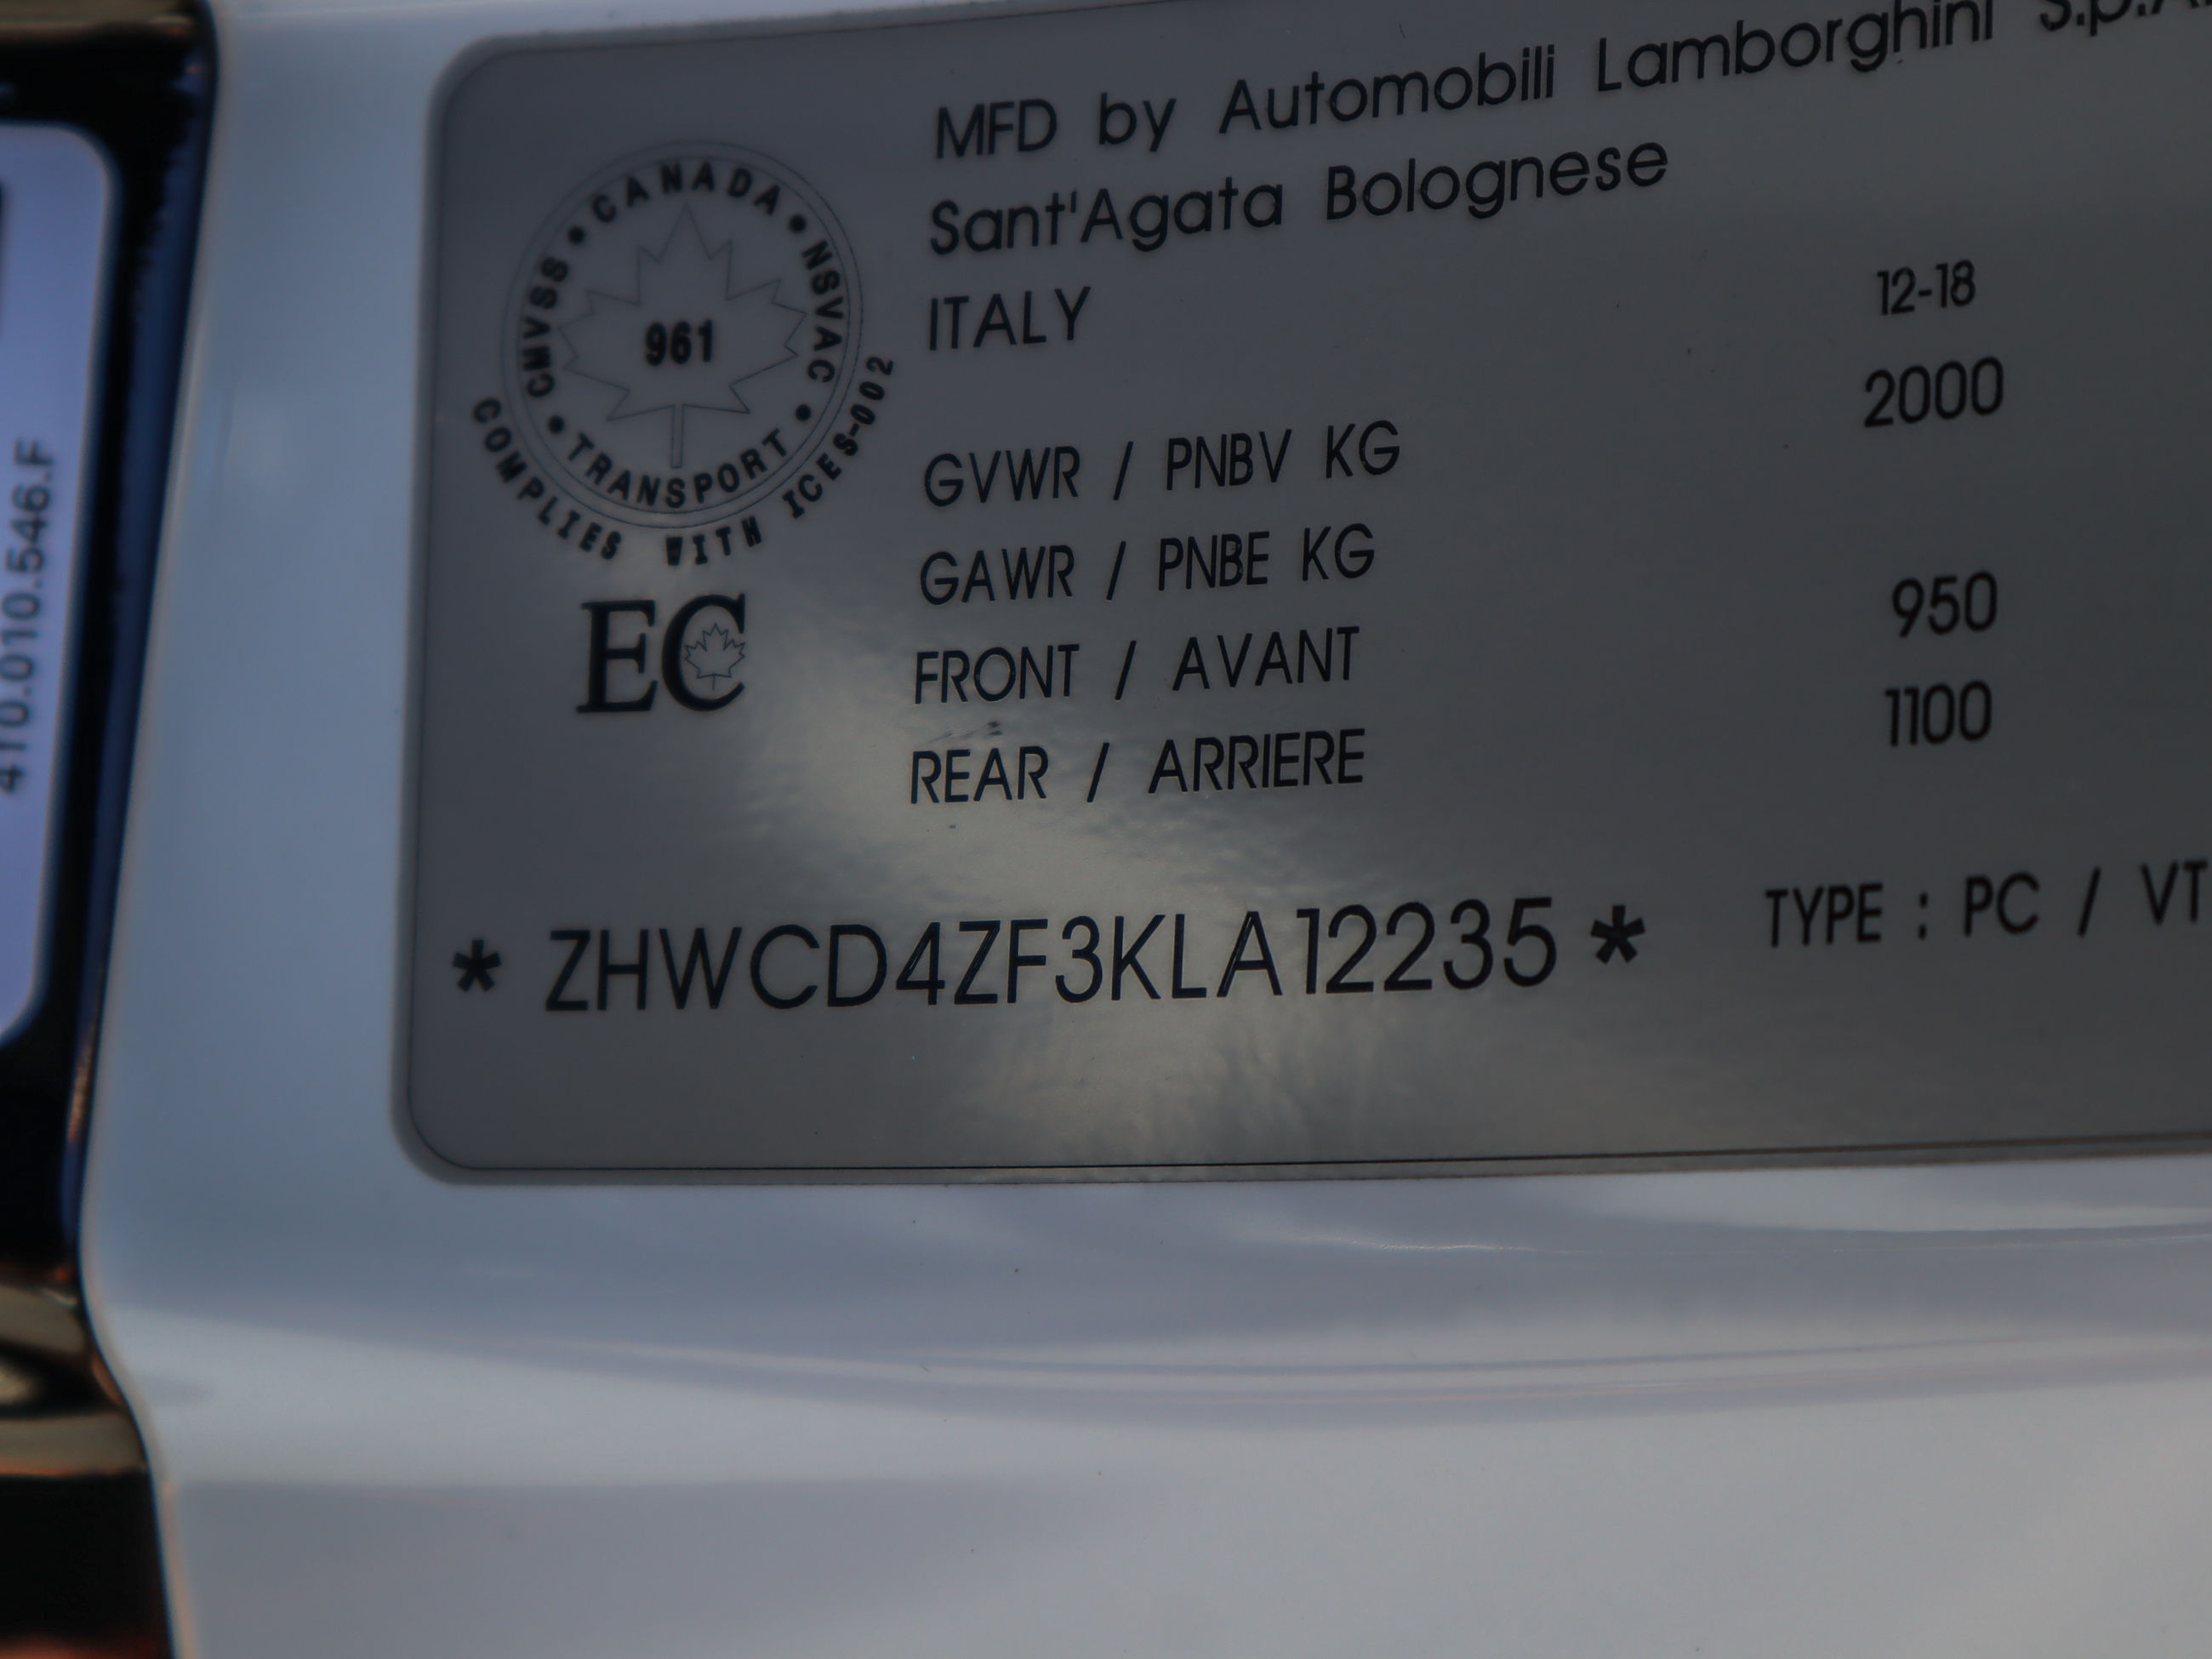 MFD by Automobili Lamborghini S.p.A.
Sant'Agata Bolognese
ITALY
12-18
CANADA • NSVAC • TRANSPORT • CMVSS •
961
COMPLIES WITH ICES-002
EC
GVWR / PNBV KG 2000
GAWR / PNBE KG
FRONT / AVANT 950
REAR / ARRIERE 1100
* ZHWCD4ZF3KLA12235 *
TYPE : PC / VT
4T0.010.546.F